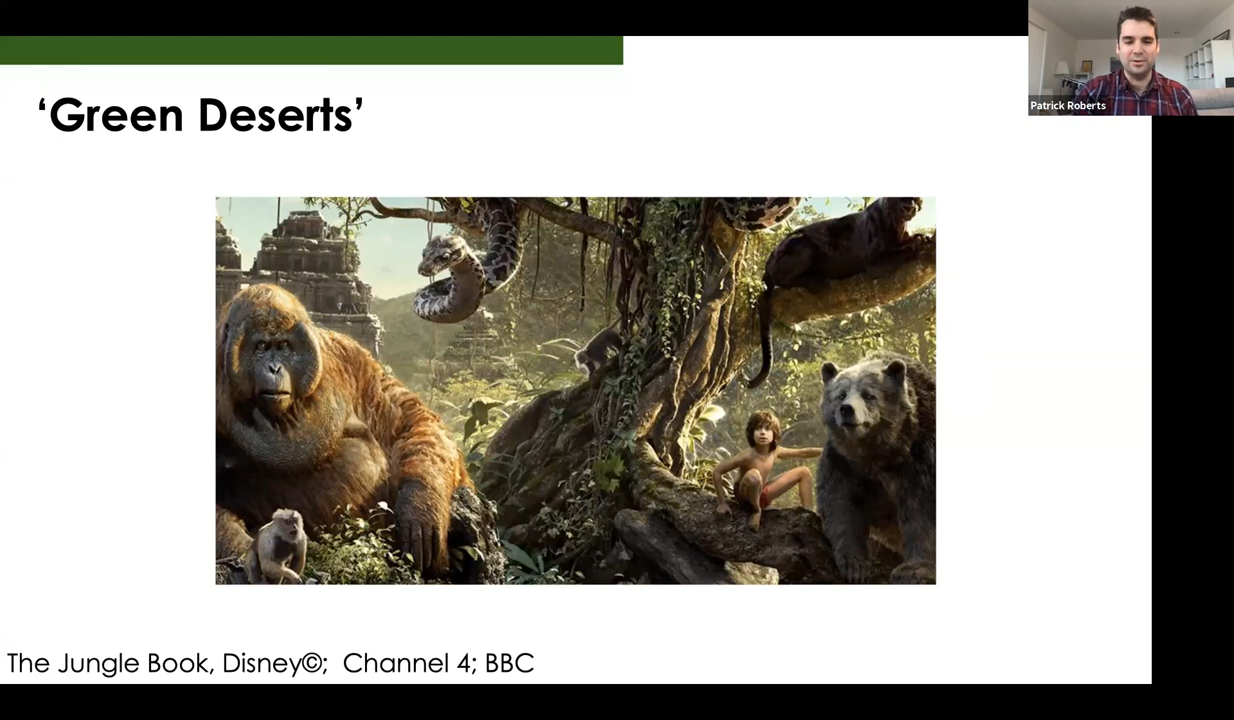 ‘Green Deserts’
Patrick Roberts
The Jungle Book, Disney©;  Channel 4; BBC